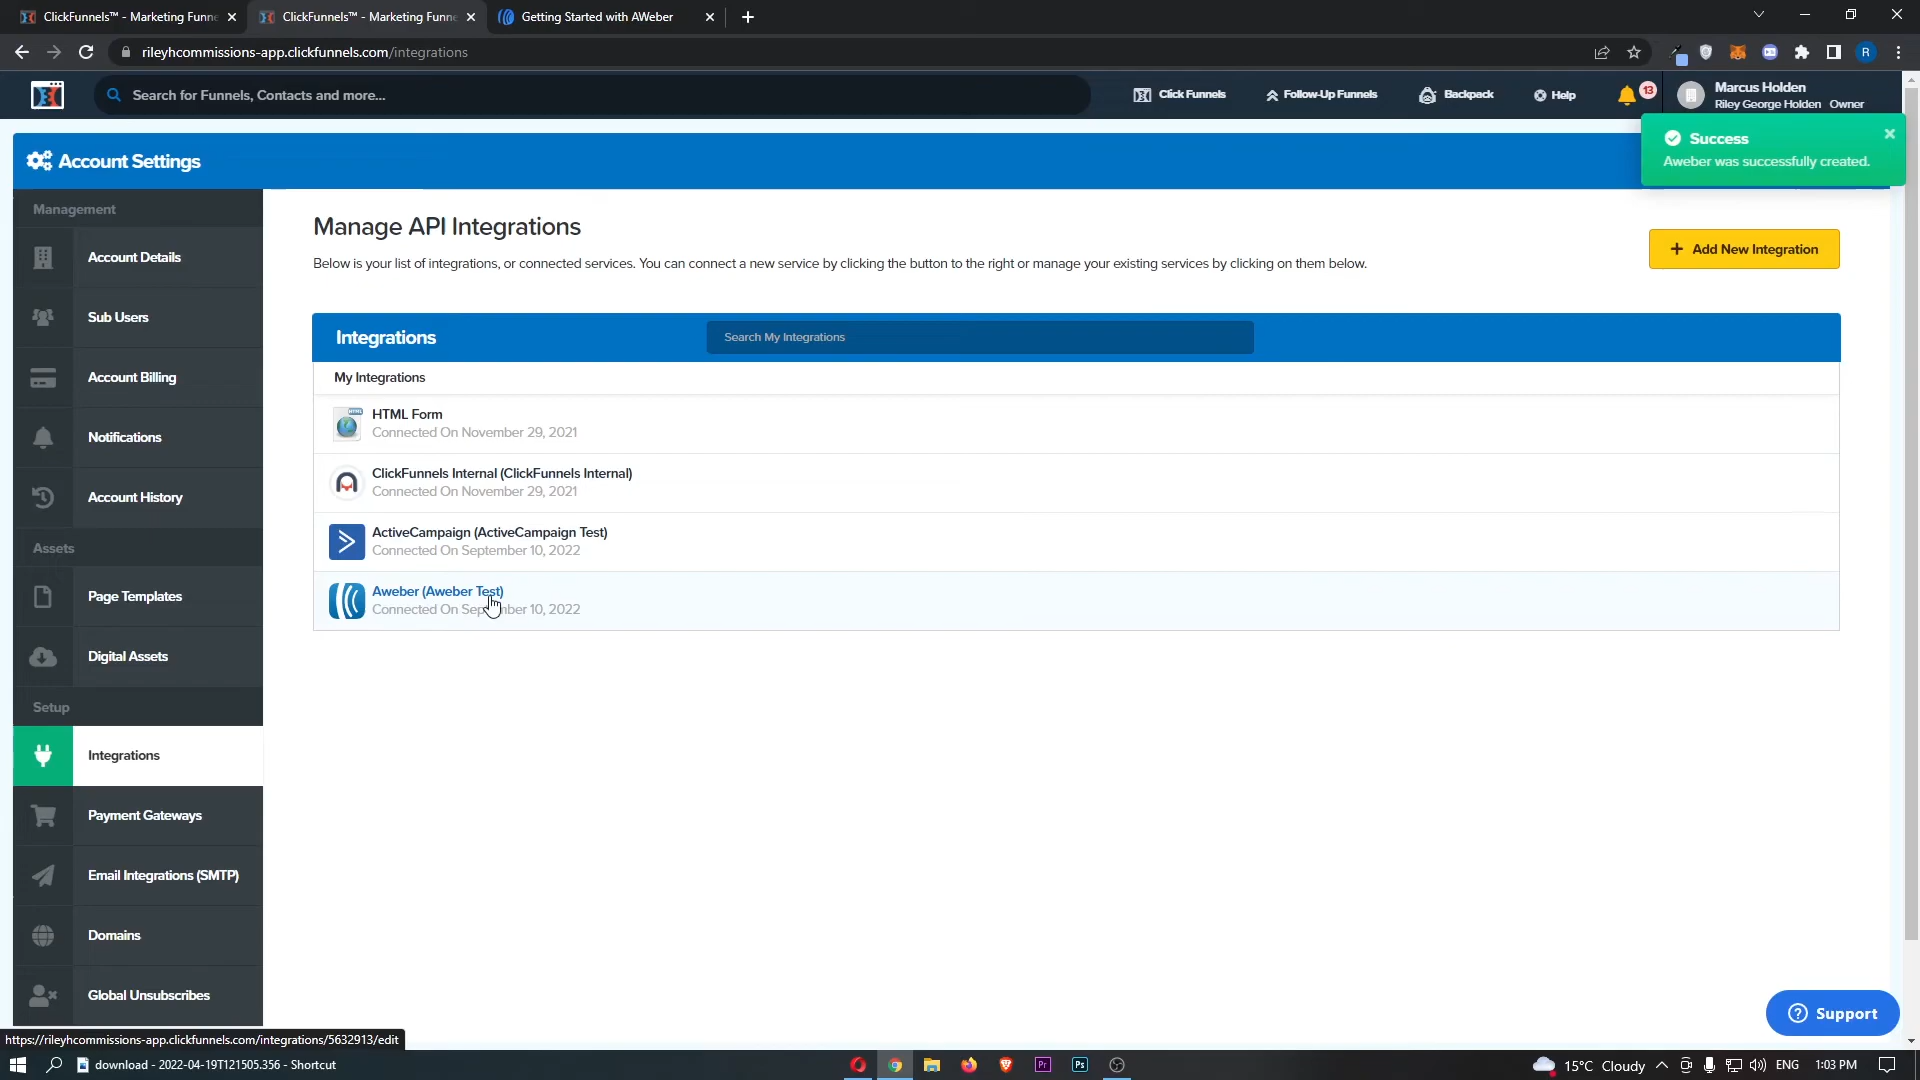 ClickFunnels™ - Marketing Funne
ClickFunnels™ - Marketing Funne
Getting Started with AWeber
rileyhcommissions-app.clickfunnels.com/integrations
R
Search for Funnels, Contacts and more...
Click Funnels
Follow-Up Funnels
Backpack
Help
13
Marcus Holden
Riley George Holden Owner
Success
Aweber was successfully created.
Account Settings
Management
Account Details
Sub Users
Account Billing
Notifications
Account History
Assets
Page Templates
Digital Assets
Setup
Integrations
Payment Gateways
Email Integrations (SMTP)
Domains
Global Unsubscribes
Manage API Integrations
Below is your list of integrations, or connected services. You can connect a new service by clicking the button to the right or manage your existing services by clicking on them below.
+ Add New Integration
Integrations
Search My Integrations
My Integrations
HTML Form
Connected On November 29, 2021
ClickFunnels Internal (ClickFunnels Internal)
Connected On November 29, 2021
ActiveCampaign (ActiveCampaign Test)
Connected On September 10, 2022
Aweber (Aweber Test)
Connected On September 10, 2022
Support
https://rileyhcommissions-app.clickfunnels.com/integrations/5632913/edit
download - 2022-04-19T121505.356 - Shortcut
Pr
Ps
15°C Cloudy
ENG
1:03 PM